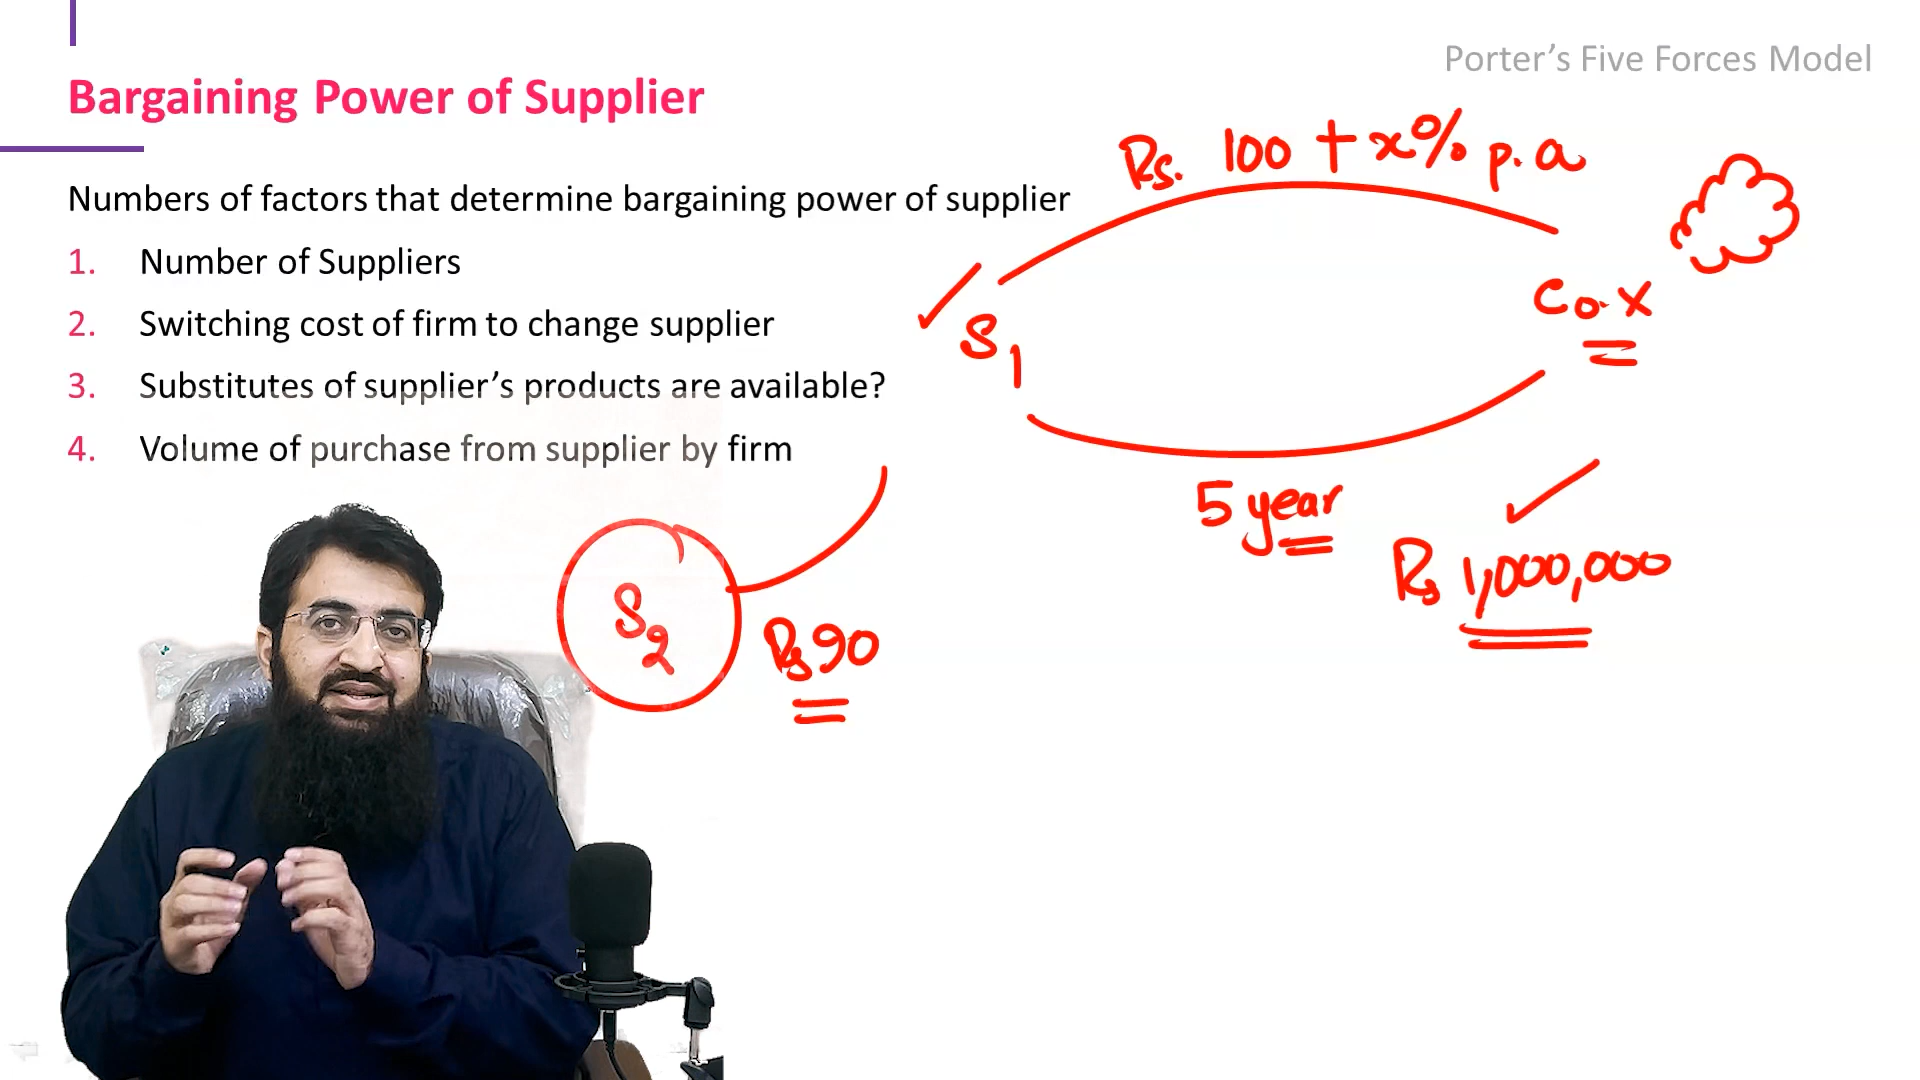 Porter’s Five Forces Model
Bargaining Power of Supplier
Numbers of factors that determine bargaining power of supplier
1. Number of Suppliers
2. Switching cost of firm to change supplier
3. Substitutes of supplier’s products are available?
4. Volume of purchase from supplier by firm
Rs. 100 + x% p.a
S1
Co.X
5 year
Rs 1,000,000
S2
Rs 90